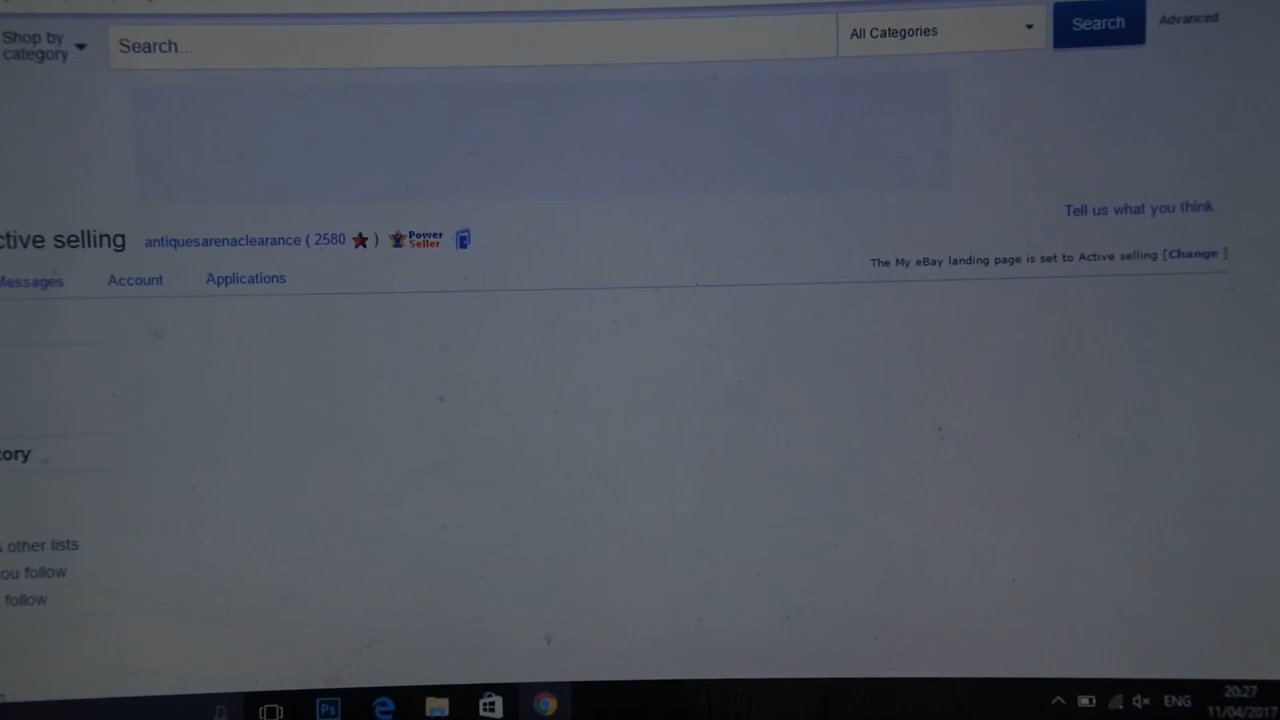 Shop by
category
Search...
All Categories
Search
Advanced
Tell us what you think
ctive selling antiquesarenaclearance ( 2580 ) Power Seller
The My eBay landing page is set to Active selling [Change ]
Messages Account Applications
tory
other lists
ou follow
follow
Ps
ENG
20:27
11/04/2017